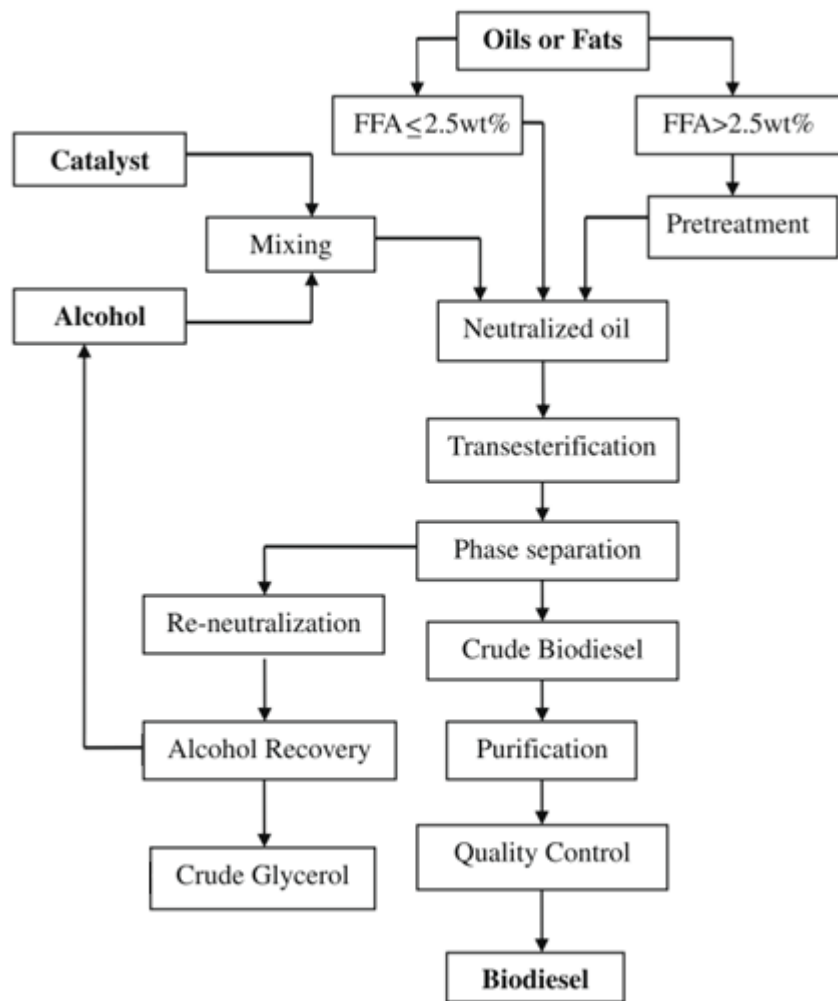 Oils or Fats
FFA≤2.5wt%
FFA>2.5wt%
Catalyst
Pretreatment
Mixing
Alcohol
Neutralized oil
Transesterification
Phase separation
Re-neutralization
Crude Biodiesel
Alcohol Recovery
Purification
Quality Control
Crude Glycerol
Biodiesel